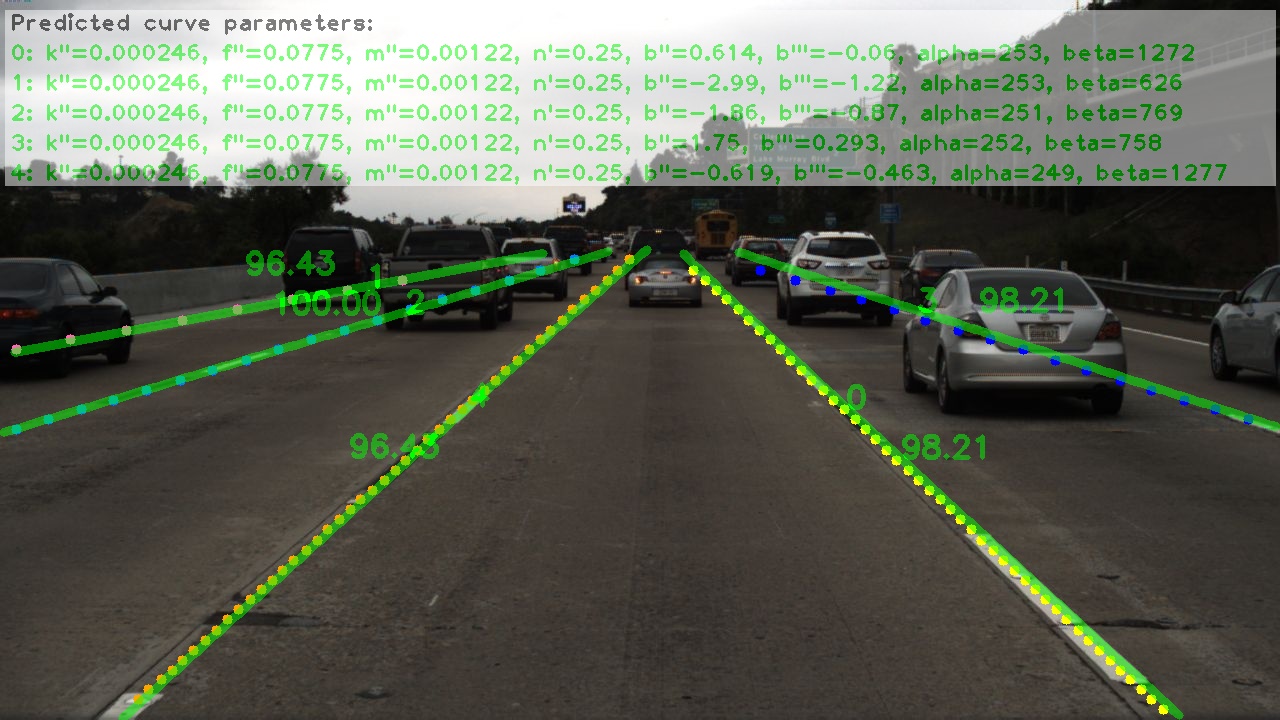 Predicted curve parameters:
0: k"=0.000246, f"=0.0775, m"=0.00122, n'=0.25, b"=0.614, b'"=-0.06, alpha=253, beta=1272
1: k"=0.000246, f"=0.0775, m"=0.00122, n'=0.25, b"=-2.99, b'"=-1.22, alpha=253, beta=626
2: k"=0.000246, f"=0.0775, m"=0.00122, n'=0.25, b"=-1.86, b'"=-0.87, alpha=251, beta=769
3: k"=0.000246, f"=0.0775, m"=0.00122, n'=0.25, b"=1.75, b'"=0.293, alpha=252, beta=758
Lake Murray Blvd
4: k"=0.000246, f"=0.0775, m"=0.00122, n'=0.25, b"=-0.619, b'"=-0.463, alpha=249, beta=1277
96.43 1
100.00 2
3 98.21
4
0
96.43
98.21